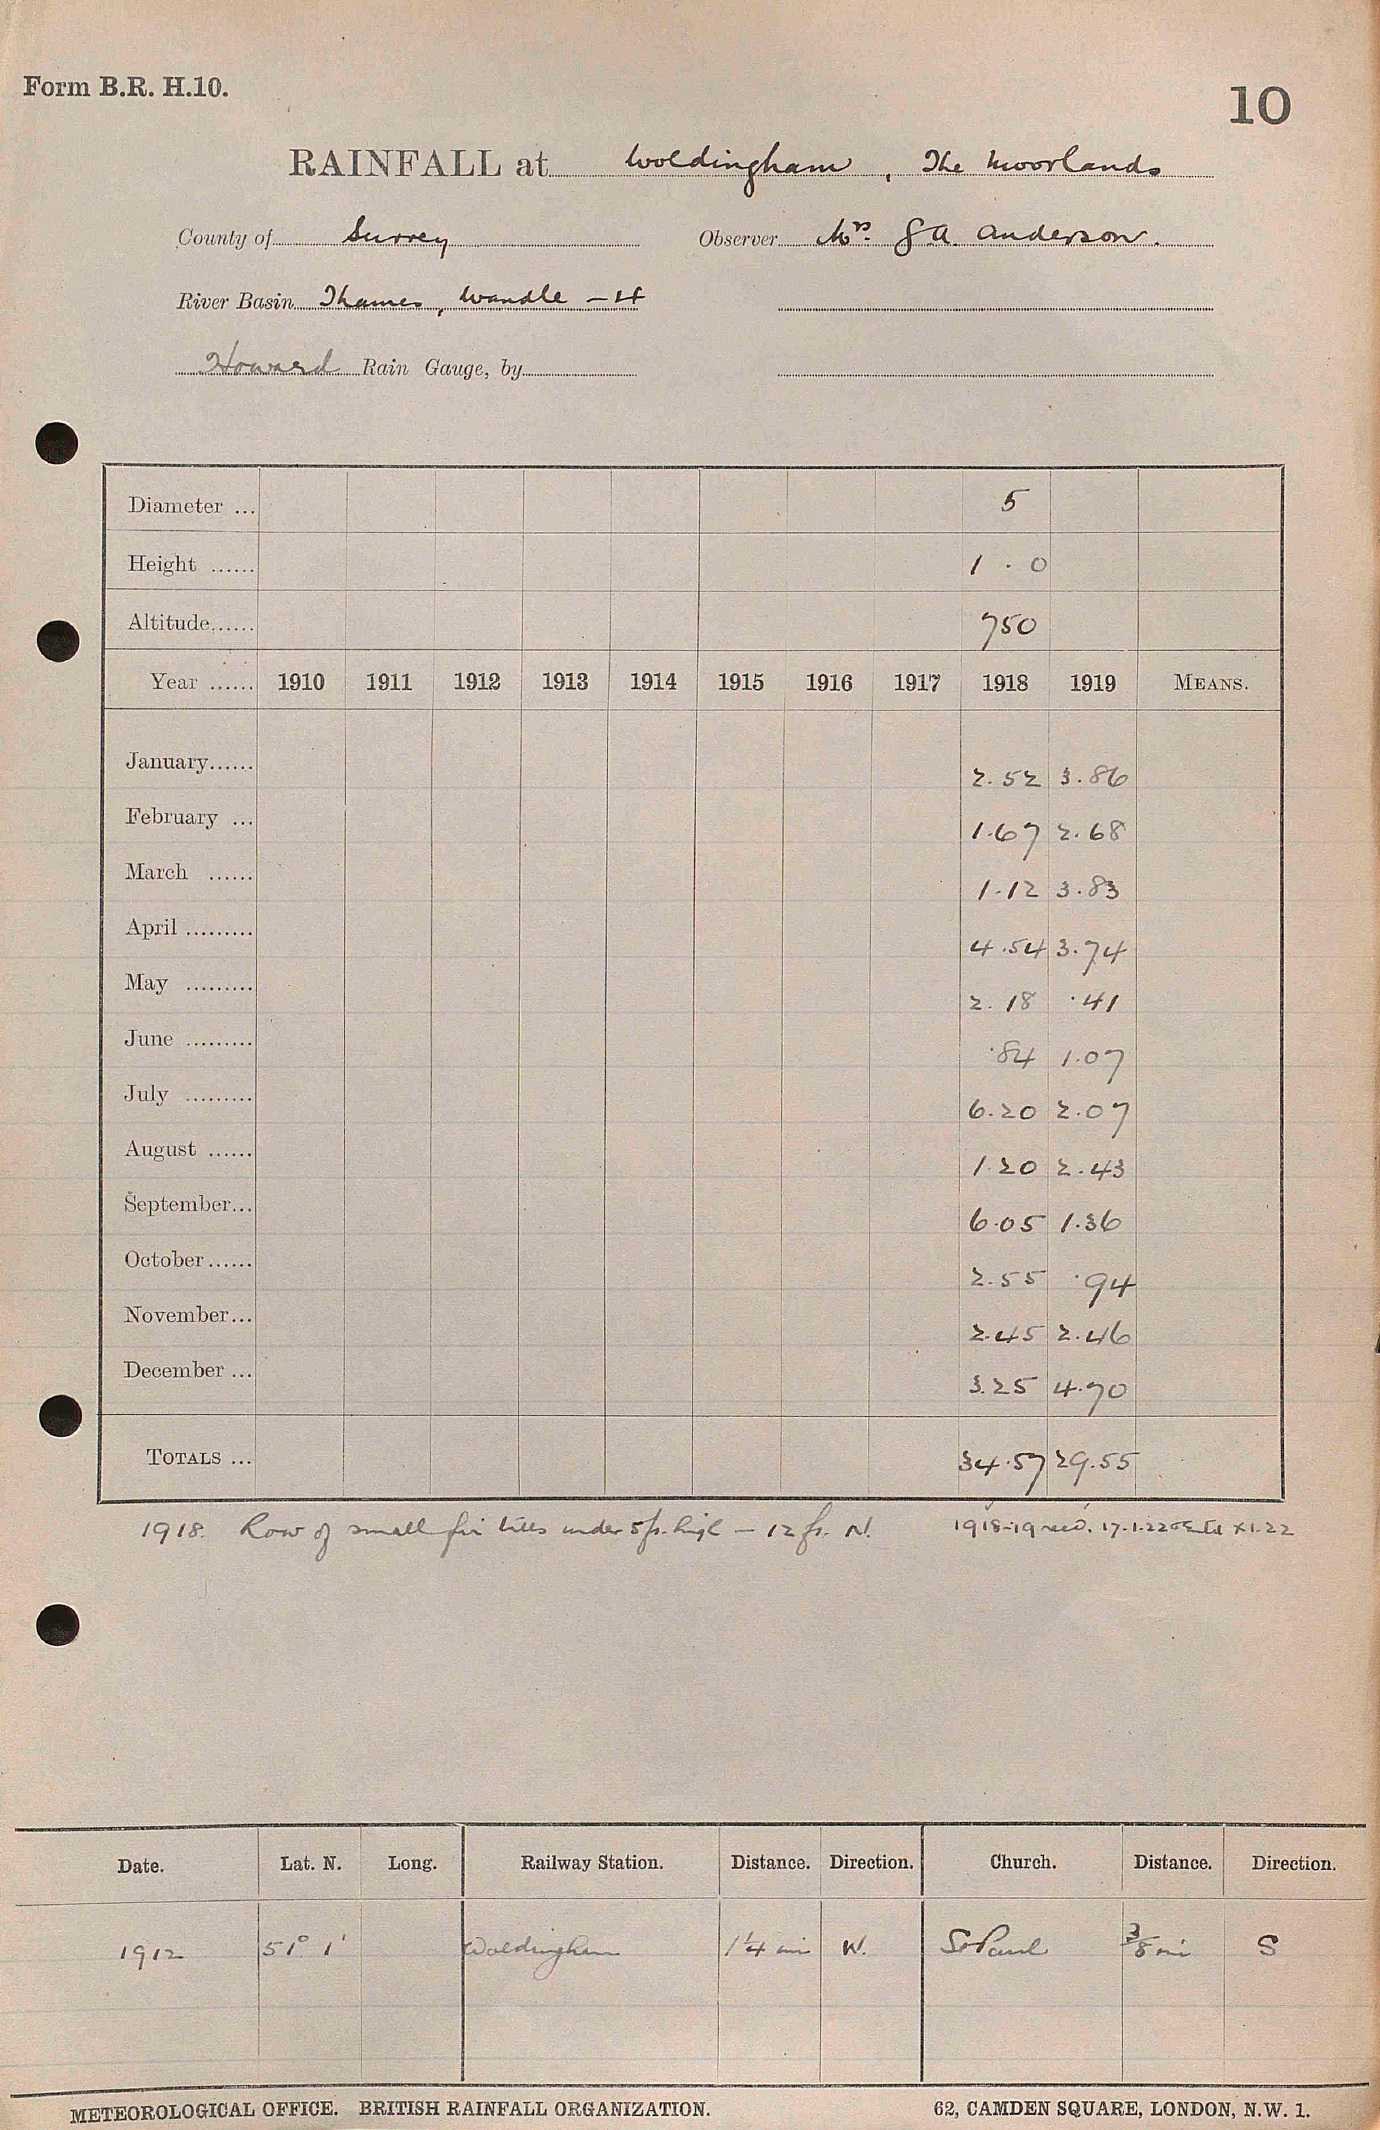 Form B.R. H.10.
10
RAINFALL at Woldingham, The Moorlands
County of Surrey Observer Mrs. G A. Anderson.
River Basin Thames, Wandle – 4
Howard Rain Gauge, by
Diameter ... 5
Height ...... 1 . 0
Altitude...... 750
Year ...... 1910 1911 1912 1913 1914 1915 1916 1917 1918 1919 MEANS.
January...... 2.52 3.86
February ... 1.67 2.68
March ...... 1.12 3.83
April ......... 4.54 3.74
May ......... 2.18 .41
June ......... .84 1.07
July ......... 6.20 2.07
August ...... 1.20 2.43
September... 6.05 1.36
October...... 2.55 .94
November... 2.45 2.46
December ... 3.25 4.70
TOTALS ... 34.57 29.55
1918. Row of small fir trees under 5ft. high – 12 ft. N. 1918-19 recd. 17.1.22
Date. Lat. N. Long. Railway Station. Distance. Direction. Church. Distance. Direction.
1912 51° 1' Woldingham 1¼ mi W. St Paul ⅜ mi S
METEOROLOGICAL OFFICE. BRITISH RAINFALL ORGANIZATION. 62, CAMDEN SQUARE, LONDON, N.W. 1.